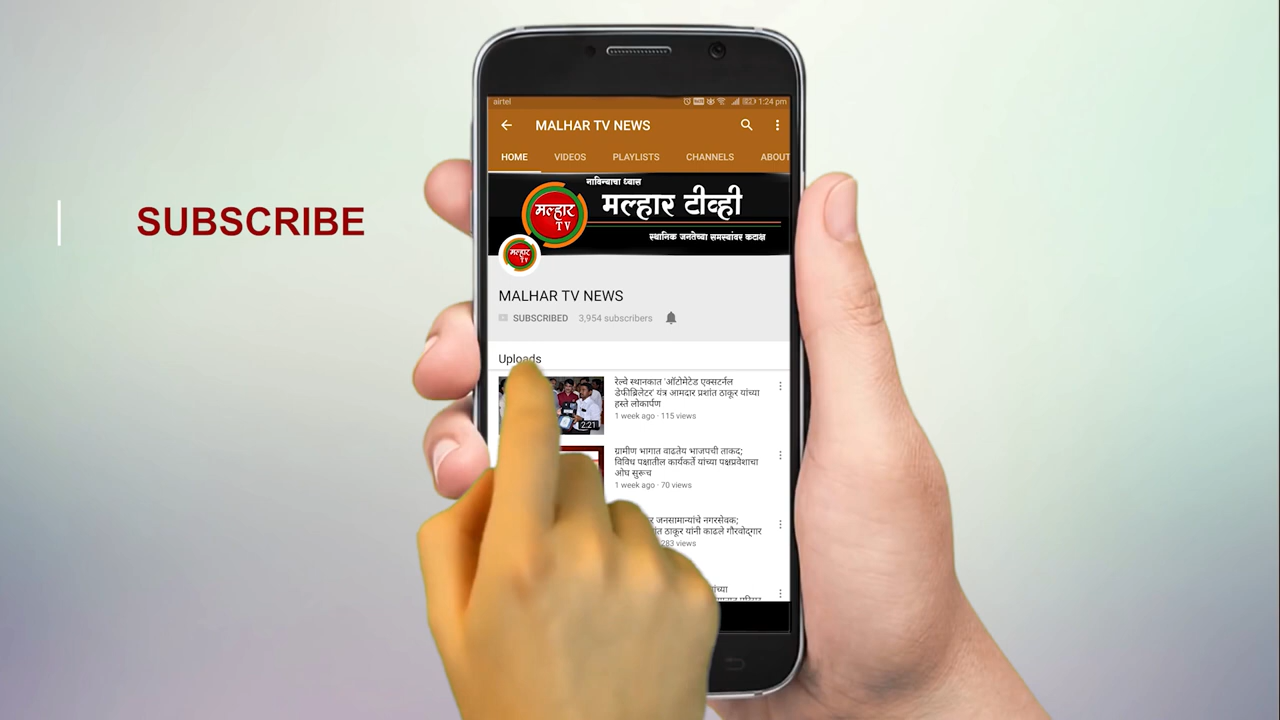 SUBSCRIBE
airtel
1:24 pm
MALHAR TV NEWS
HOME VIDEOS PLAYLISTS CHANNELS ABOUT
नाविन्याचा ध्यास
मल्हार टीव्ही
मल्हार
TV
स्थानिक जनतेच्या समस्यांवर कटाक्ष
मल्हार
TV
MALHAR TV NEWS
SUBSCRIBED 3,954 subscribers
Uploads
रेल्वे स्थानकात 'ऑटोमेटेड एक्सटर्नल
डेफीब्रिलेटर' यंत्र आमदार प्रशांत ठाकूर यांच्या
हस्ते लोकार्पण
1 week ago · 115 views
2:21
ग्रामीण भागात वाढतेय भाजपची ताकद;
विविध पक्षातील कार्यकर्ते यांच्या पक्षप्रवेशाचा
ओघ सुरूच
1 week ago · 70 views
जनसामान्यांचे नगरसेवक;
ठाकूर यांनी काढले गौरवोद्गार
283 views